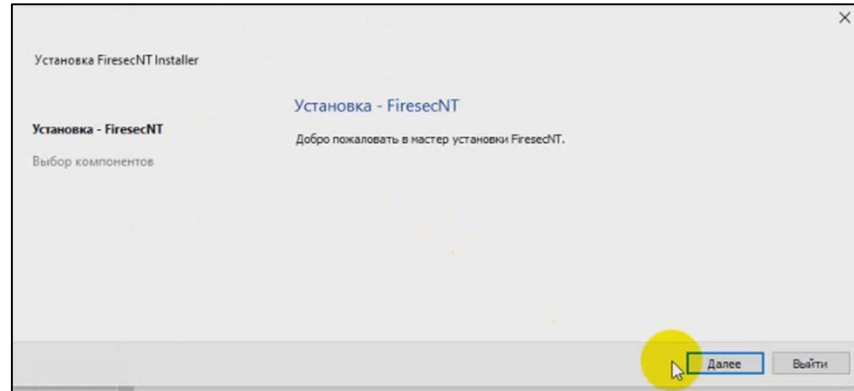 Установка FiresecNT Installer
Установка - FiresecNT
Выбор компонентов
Установка - FiresecNT
Добро пожаловать в мастер установки FiresecNT.
Далее
Выйти